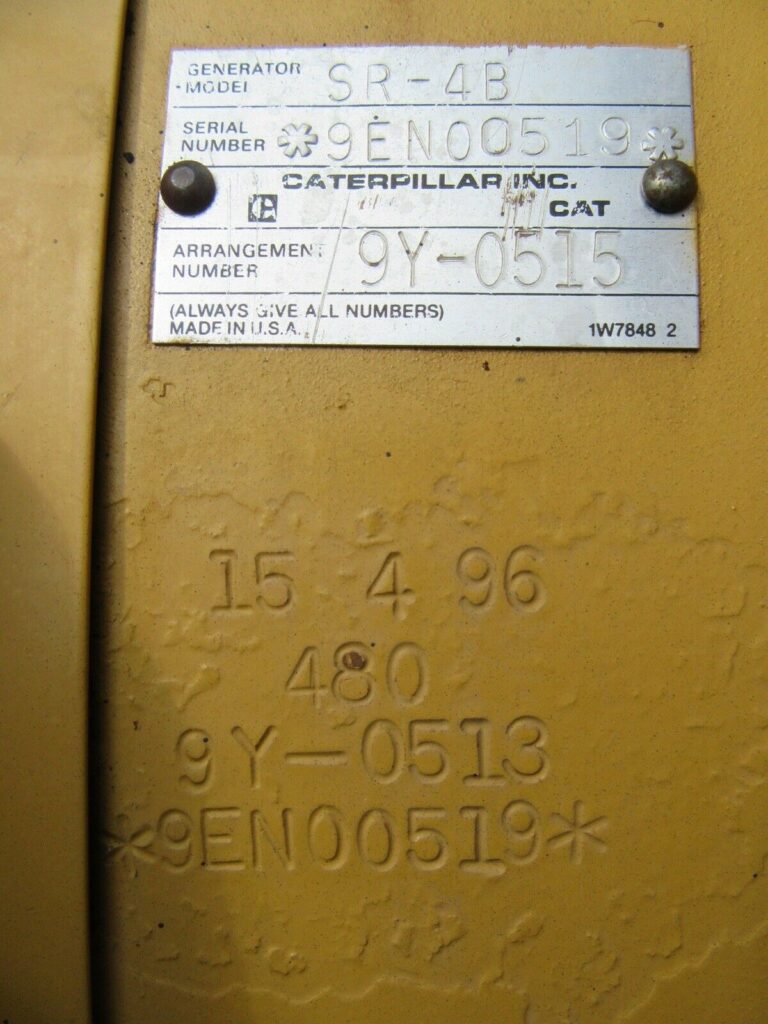 GENERATOR
MODEL SR-4B
SERIAL
NUMBER *9EN00519*
CATERPILLAR INC.
C CAT
ARRANGEMENT
NUMBER 9Y-0515
(ALWAYS GIVE ALL NUMBERS)
MADE IN U.S.A. 1W7848 2
15 4 96
480
9Y-0513
*9EN00519*